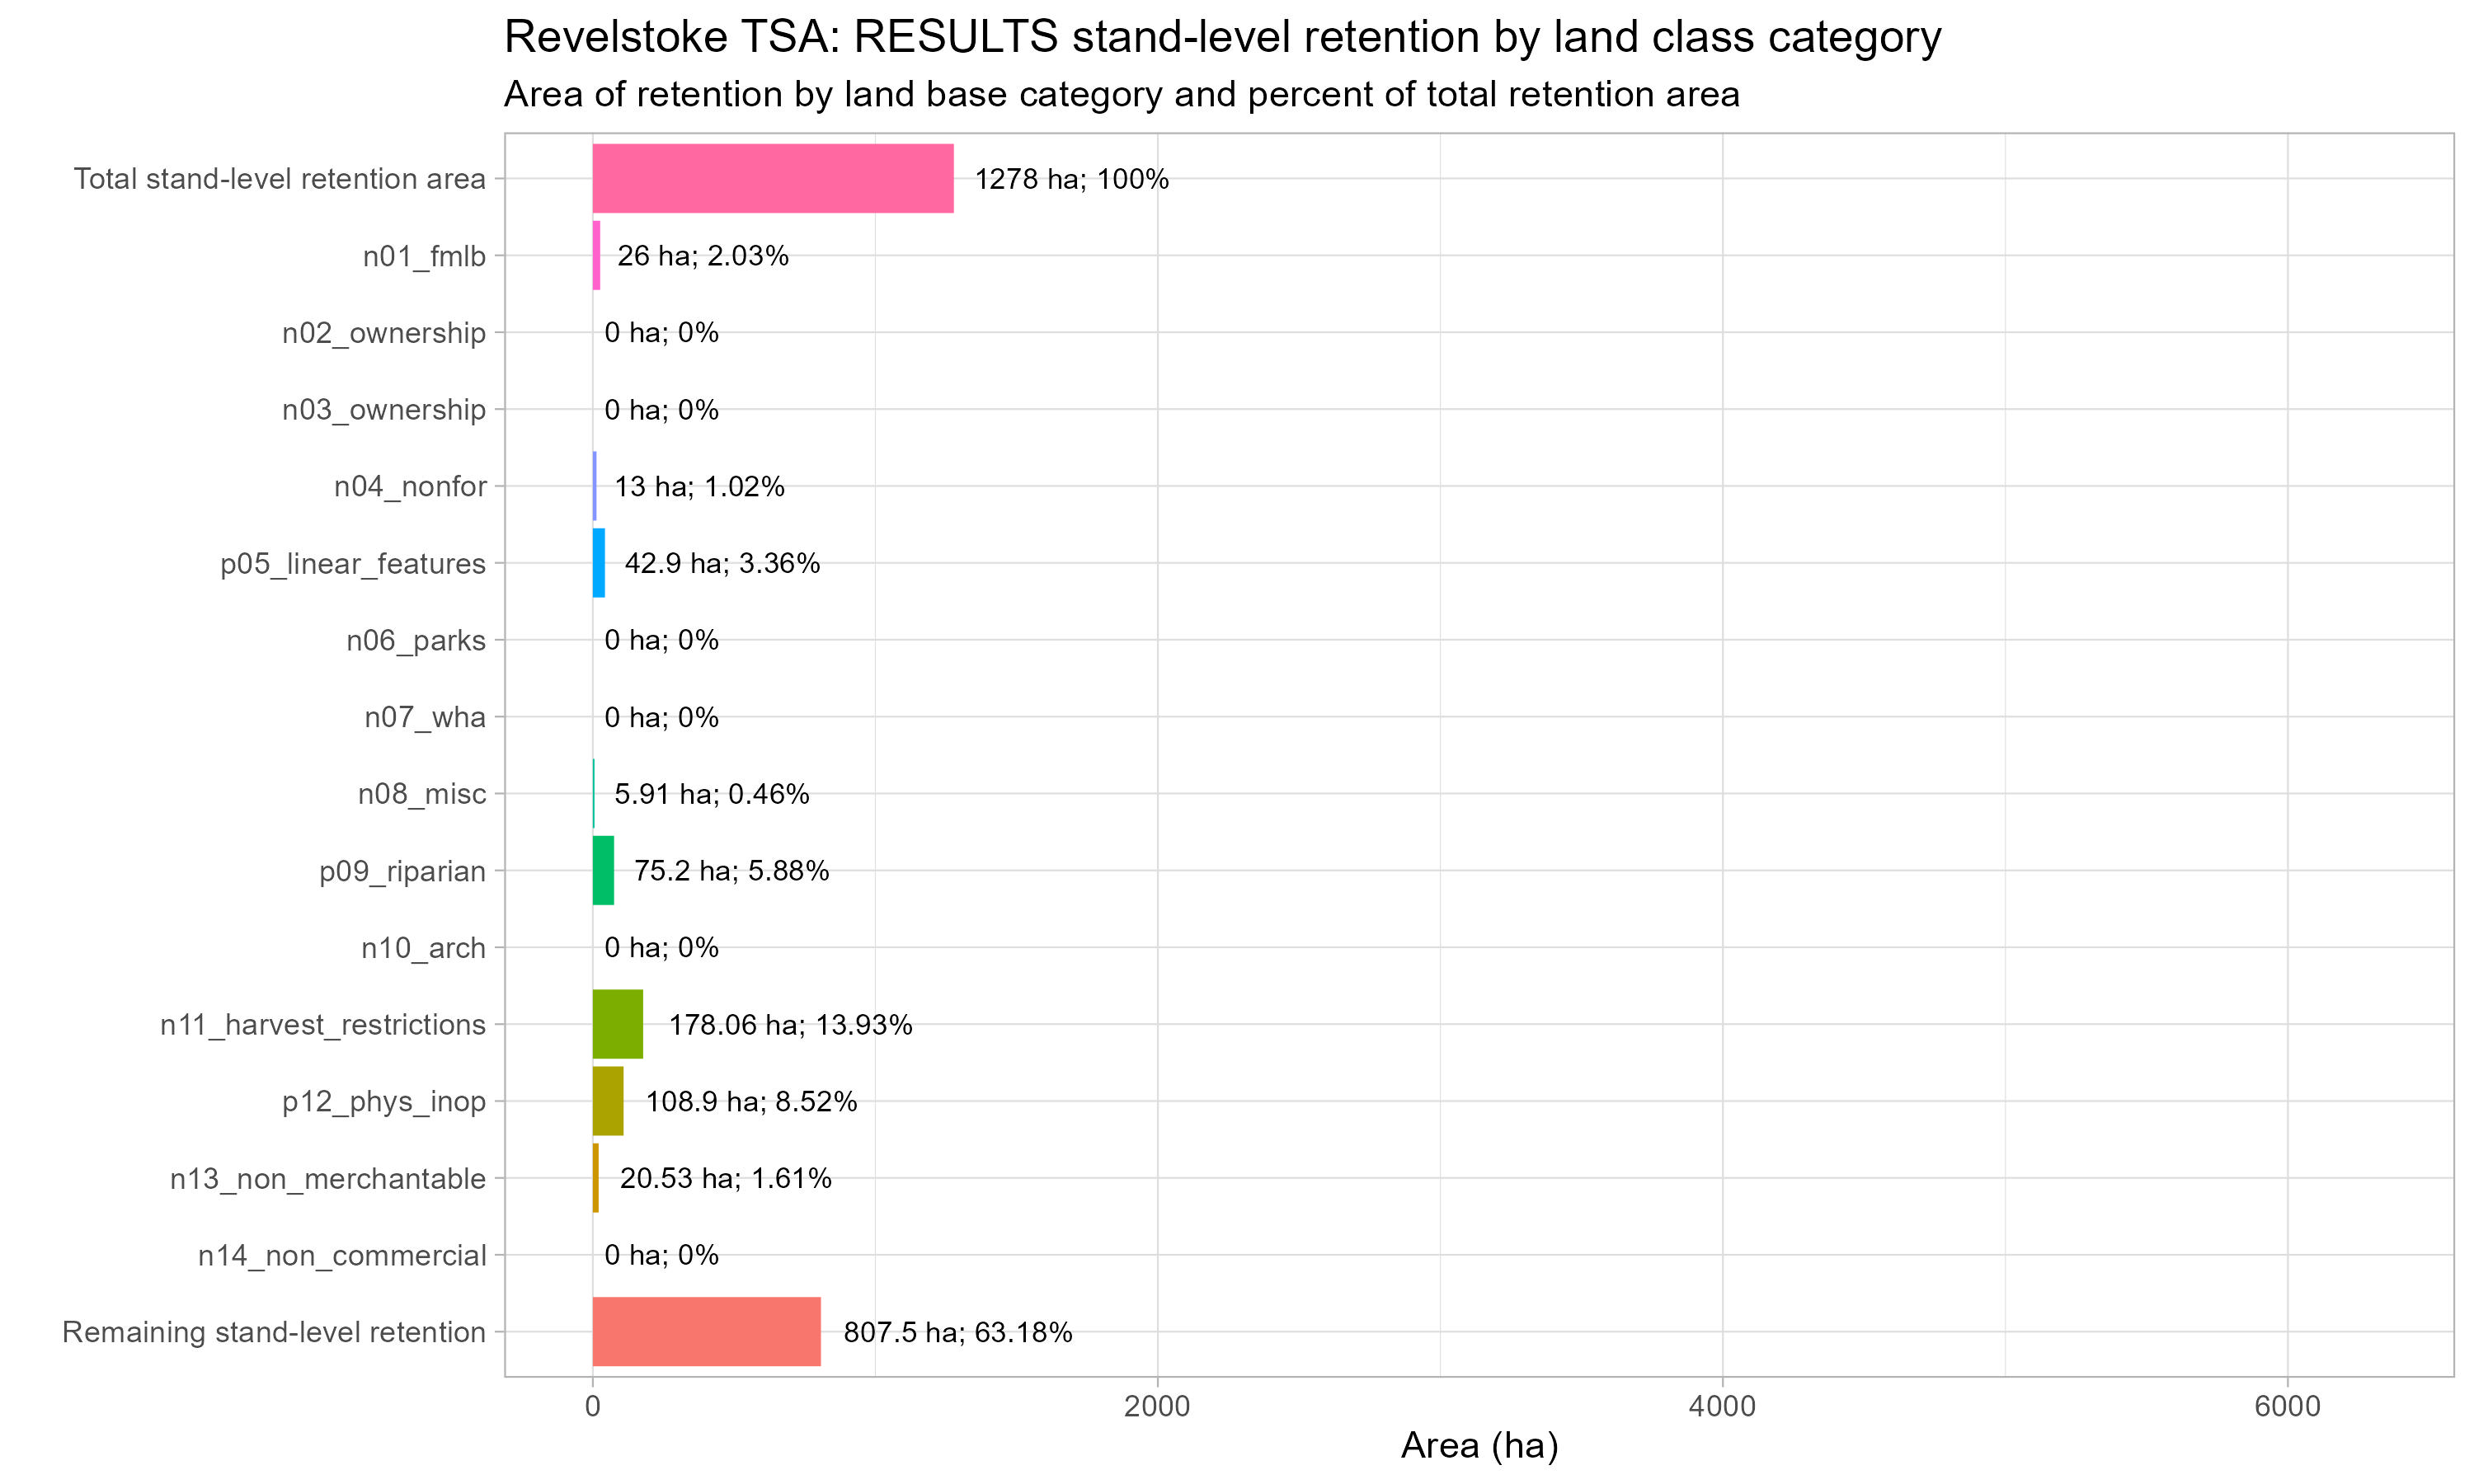 Revelstoke TSA: RESULTS stand-level retention by land class category
Area of retention by land base category and percent of total retention area
Total stand-level retention area 1278 ha; 100%
n01_fmlb 26 ha; 2.03%
n02_ownership 0 ha; 0%
n03_ownership 0 ha; 0%
n04_nonfor 13 ha; 1.02%
p05_linear_features 42.9 ha; 3.36%
n06_parks 0 ha; 0%
n07_wha 0 ha; 0%
n08_misc 5.91 ha; 0.46%
p09_riparian 75.2 ha; 5.88%
n10_arch 0 ha; 0%
n11_harvest_restrictions 178.06 ha; 13.93%
p12_phys_inop 108.9 ha; 8.52%
n13_non_merchantable 20.53 ha; 1.61%
n14_non_commercial 0 ha; 0%
Remaining stand-level retention 807.5 ha; 63.18%
0 2000 4000 6000
Area (ha)